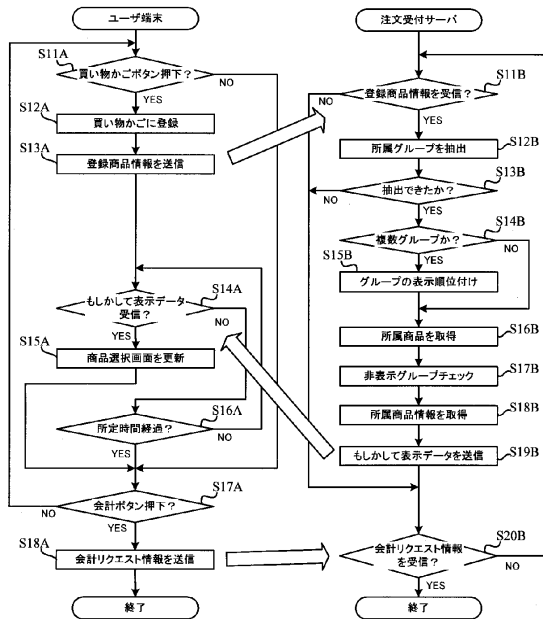 ユーザ端末
S11A
買い物かごボタン押下?
NO
YES
S12A
買い物かごに登録
S13A
登録商品情報を送信
S14A
もしかして表示データ
受信?
NO
YES
S15A
商品選択画面を更新
S16A
所定時間経過?
NO
YES
S17A
会計ボタン押下?
NO
YES
S18A
会計リクエスト情報を送信
終了
注文受付サーバ
S11B
登録商品情報を受信?
NO
YES
S12B
所属グループを抽出
S13B
抽出できたか?
NO
YES
S14B
複数グループか?
NO
YES
S15B
グループの表示順位付け
S16B
所属商品を取得
S17B
非表示グループチェック
S18B
所属商品情報を取得
S19B
もしかして表示データを送信
S20B
会計リクエスト情報
を受信?
NO
YES
終了